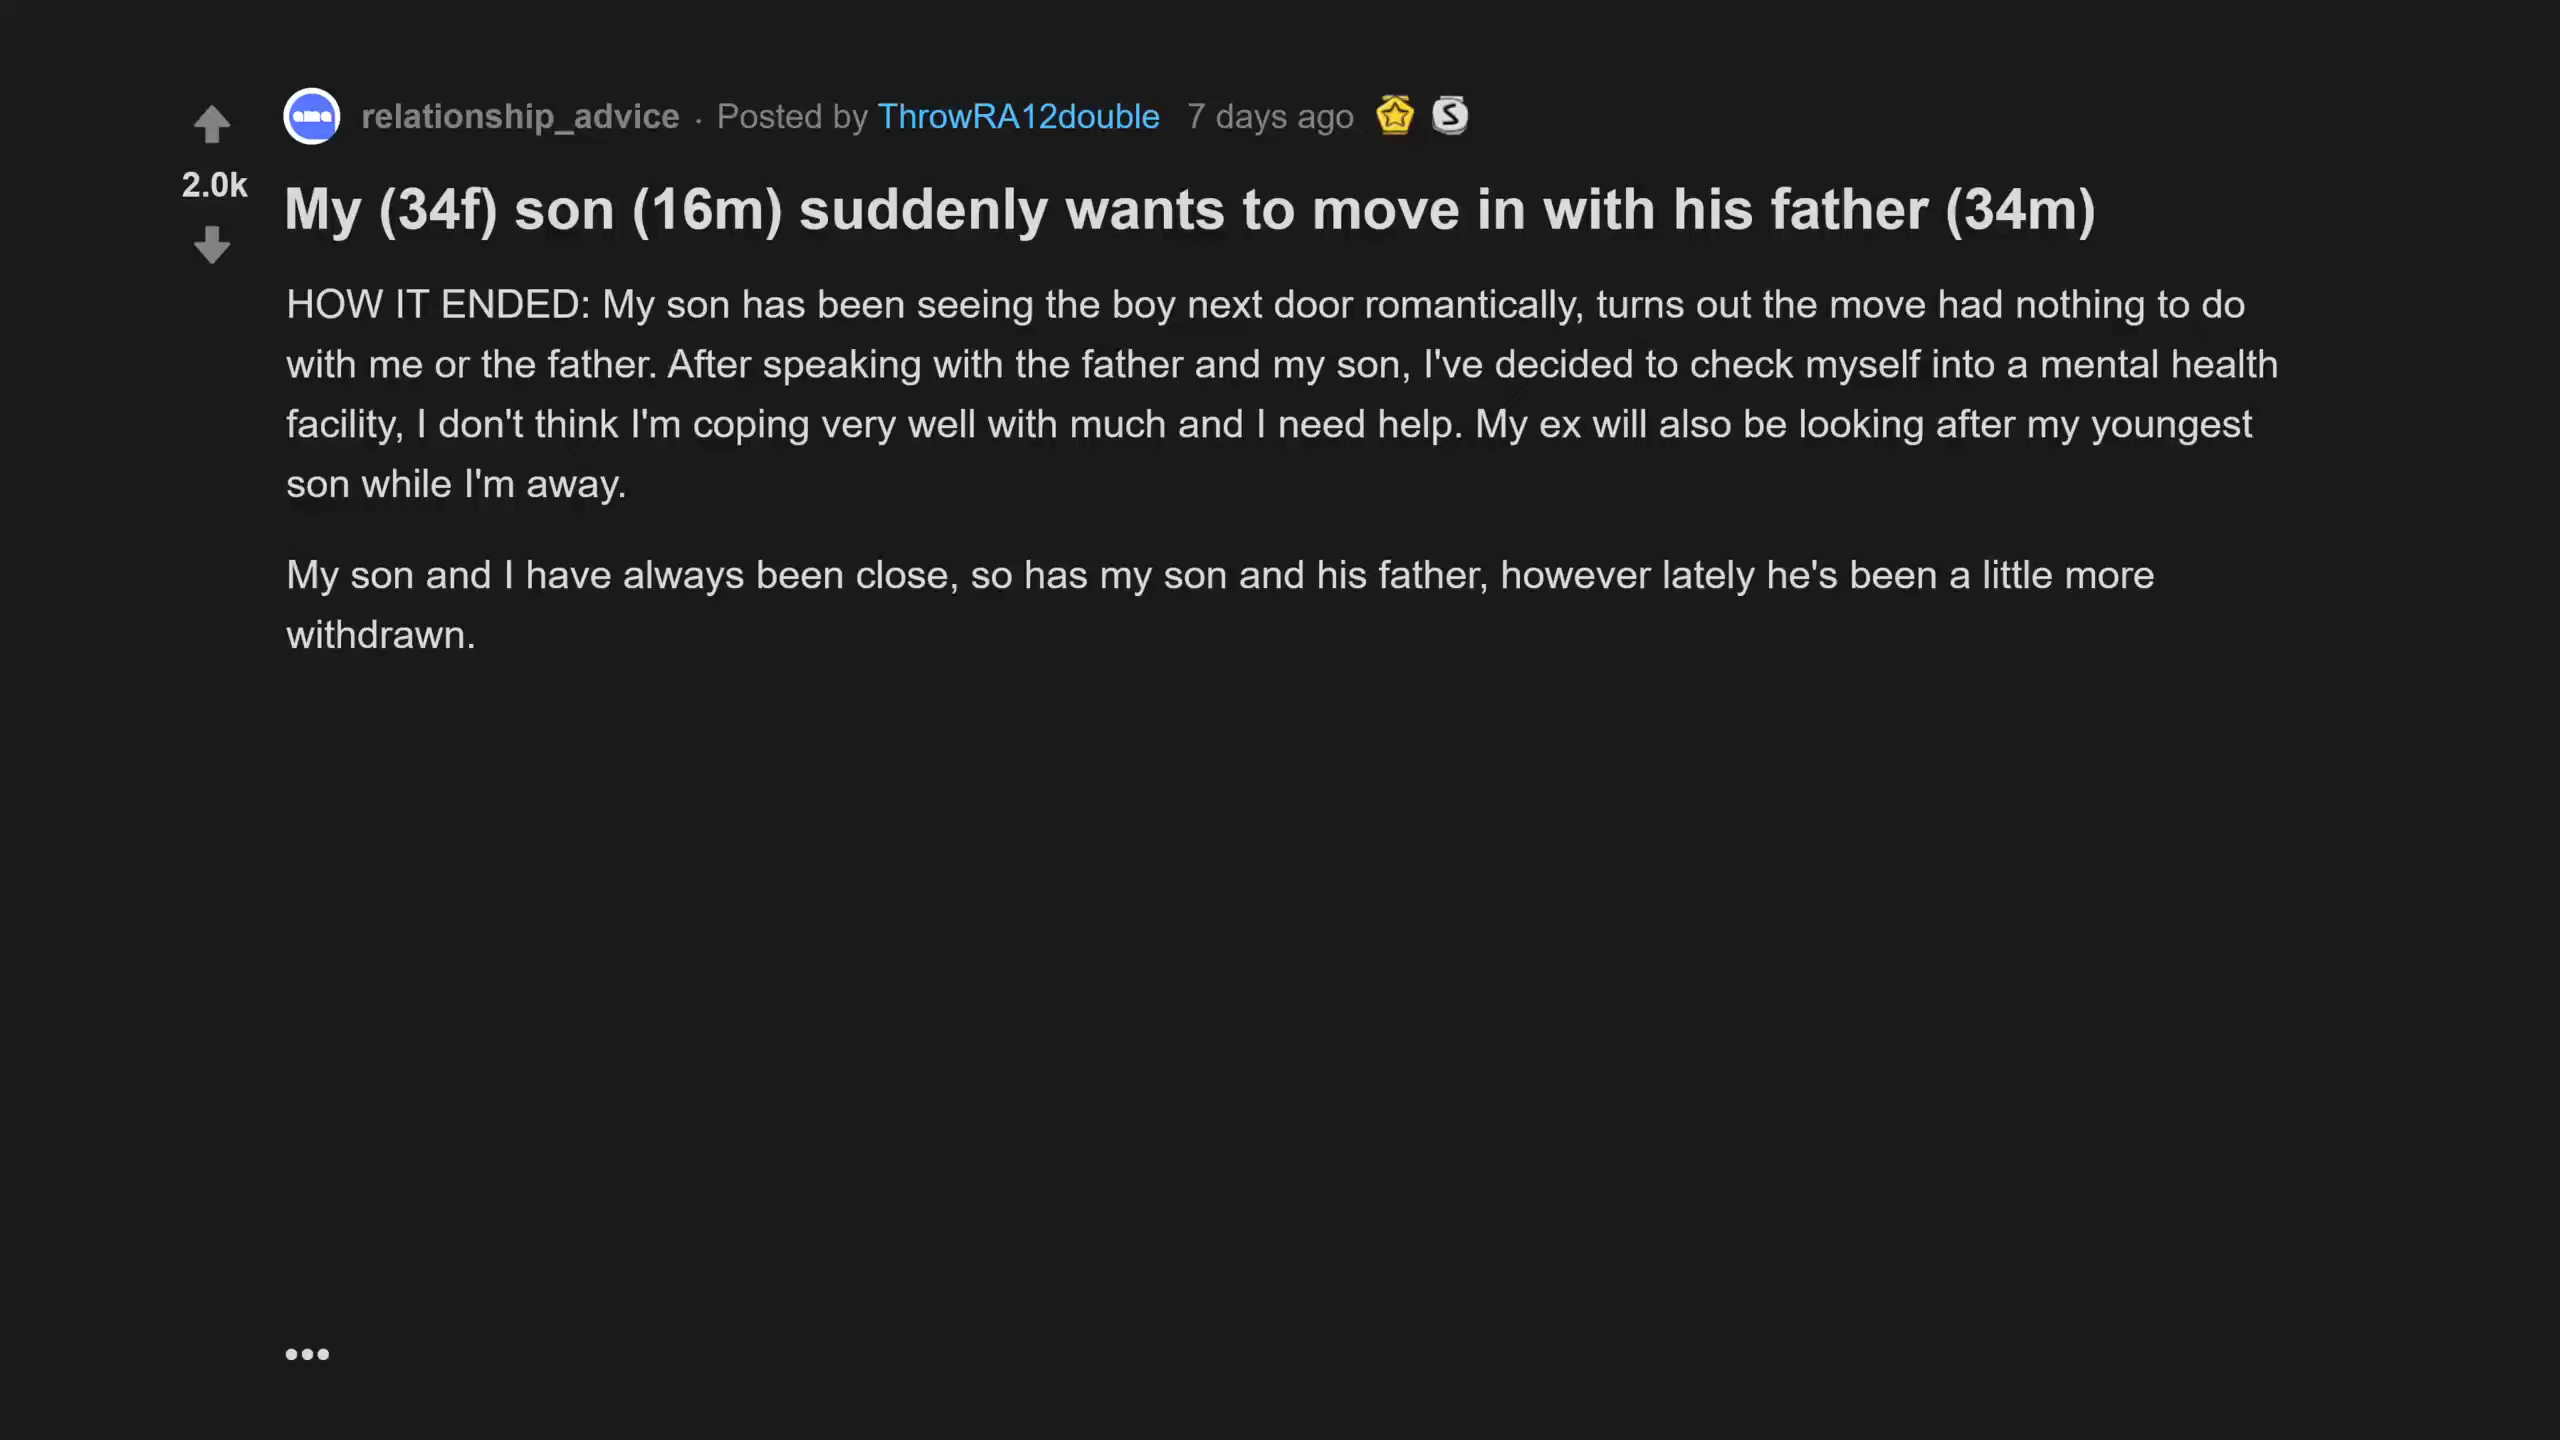 ama relationship_advice · Posted by ThrowRA12double 7 days ago S
2.0k
My (34f) son (16m) suddenly wants to move in with his father (34m)
HOW IT ENDED: My son has been seeing the boy next door romantically, turns out the move had nothing to do
with me or the father. After speaking with the father and my son, I've decided to check myself into a mental health
facility, I don't think I'm coping very well with much and I need help. My ex will also be looking after my youngest
son while I'm away.
My son and I have always been close, so has my son and his father, however lately he's been a little more
withdrawn.
•••